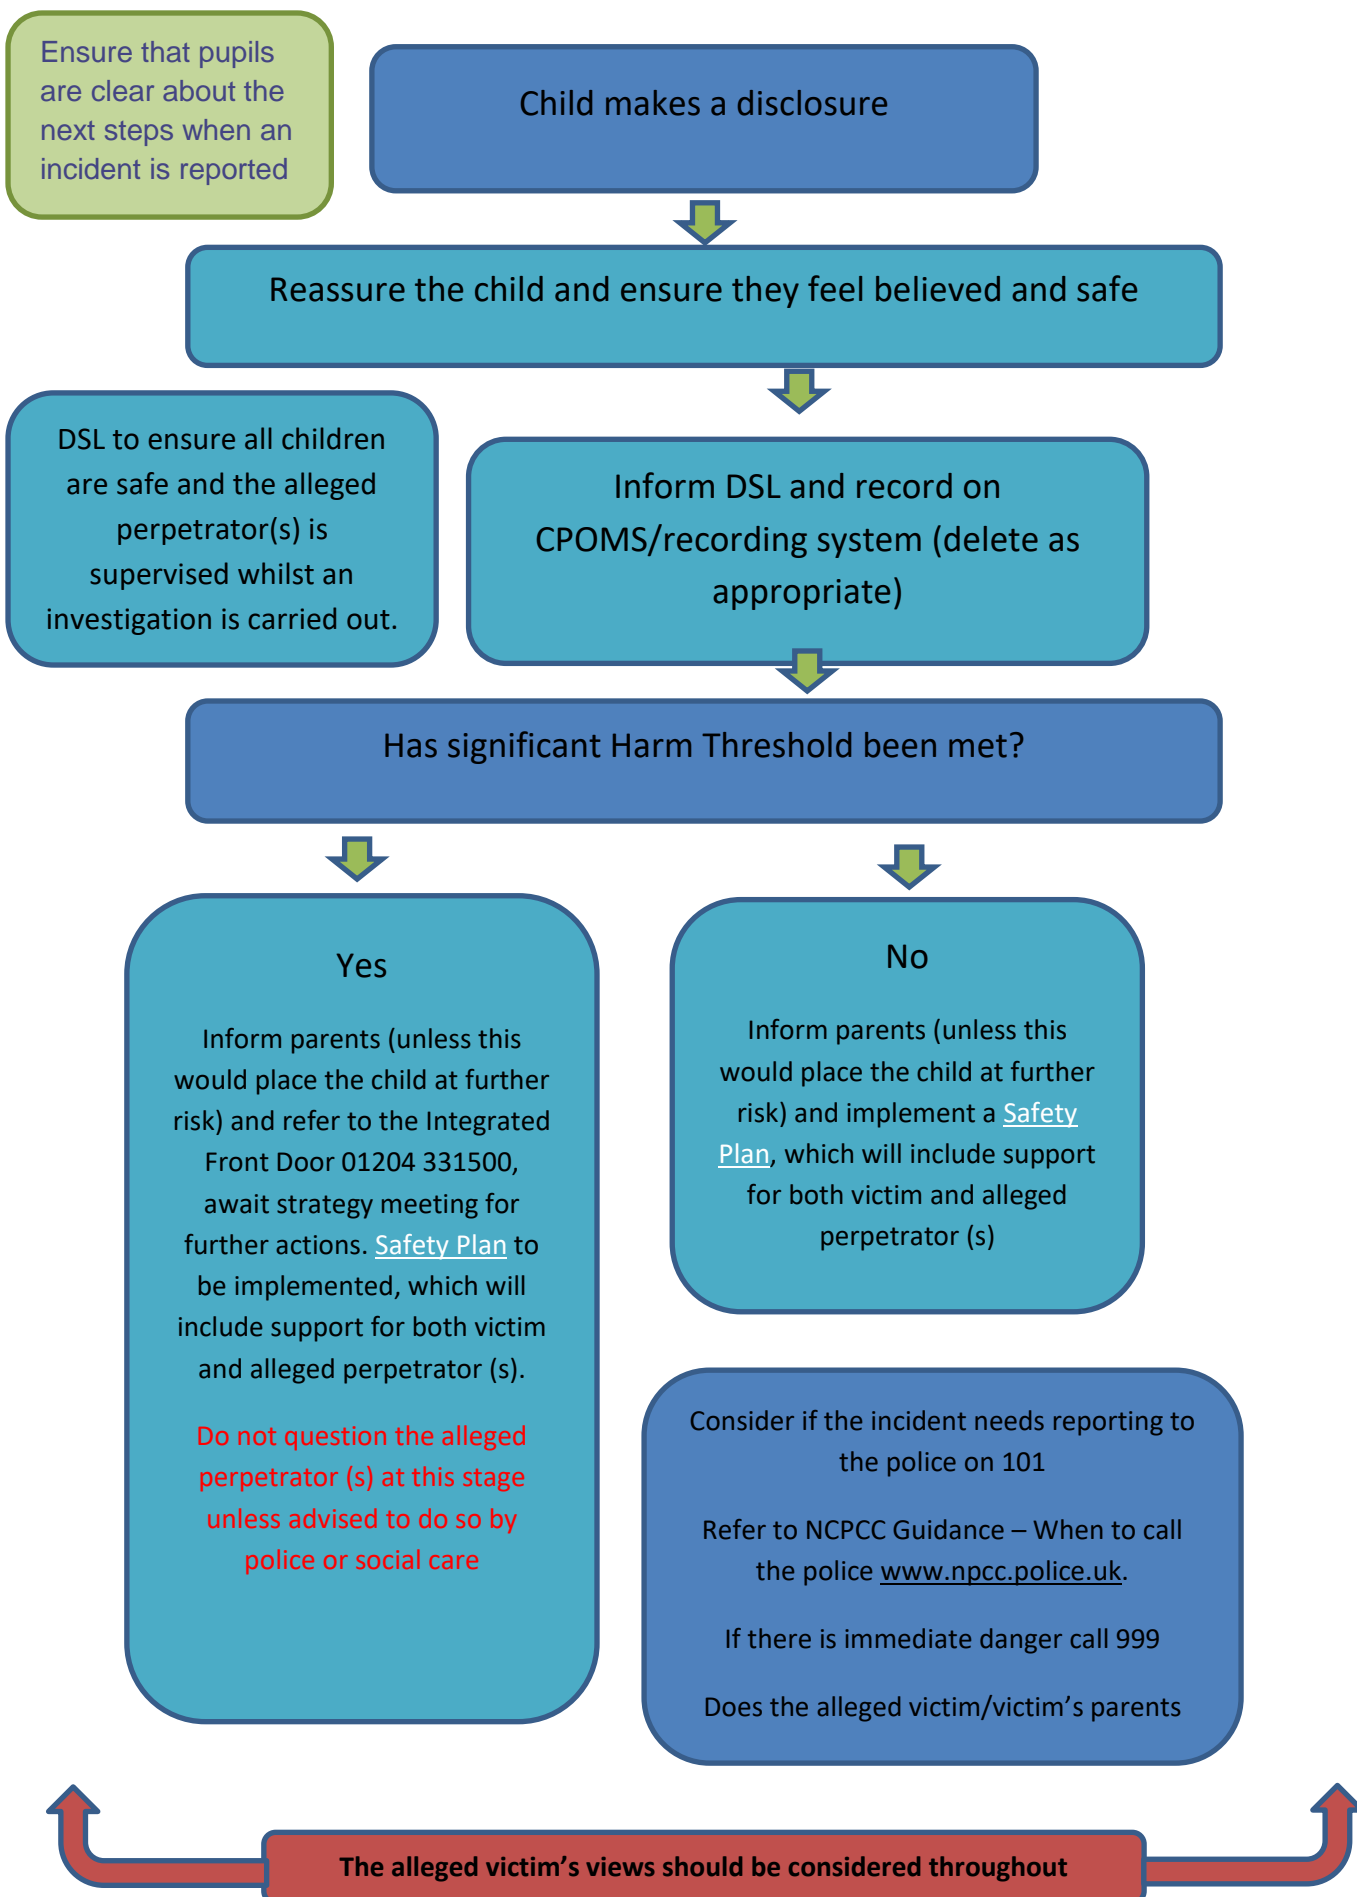 Ensure that pupils
are clear about the
next steps when an
incident is reported
Child makes a disclosure
Reassure the child and ensure they feel believed and safe
DSL to ensure all children
are safe and the alleged
perpetrator(s) is
supervised whilst an
investigation is carried out.
Inform DSL and record on
CPOMS/recording system (delete as
appropriate)
Has significant Harm Threshold been met?
Yes
Inform parents (unless this
would place the child at further
risk) and refer to the Integrated
Front Door 01204 331500,
await strategy meeting for
further actions. Safety Plan to
be implemented, which will
include support for both victim
and alleged perpetrator (s).
Do not question the alleged
perpetrator (s) at this stage
unless advised to do so by
police or social care
No
Inform parents (unless this
would place the child at further
risk) and implement a Safety
Plan, which will include support
for both victim and alleged
perpetrator (s)
Consider if the incident needs reporting to
the police on 101
Refer to NCPCC Guidance – When to call
the police www.npcc.police.uk.
If there is immediate danger call 999
Does the alleged victim/victim’s parents
The alleged victim’s views should be considered throughout